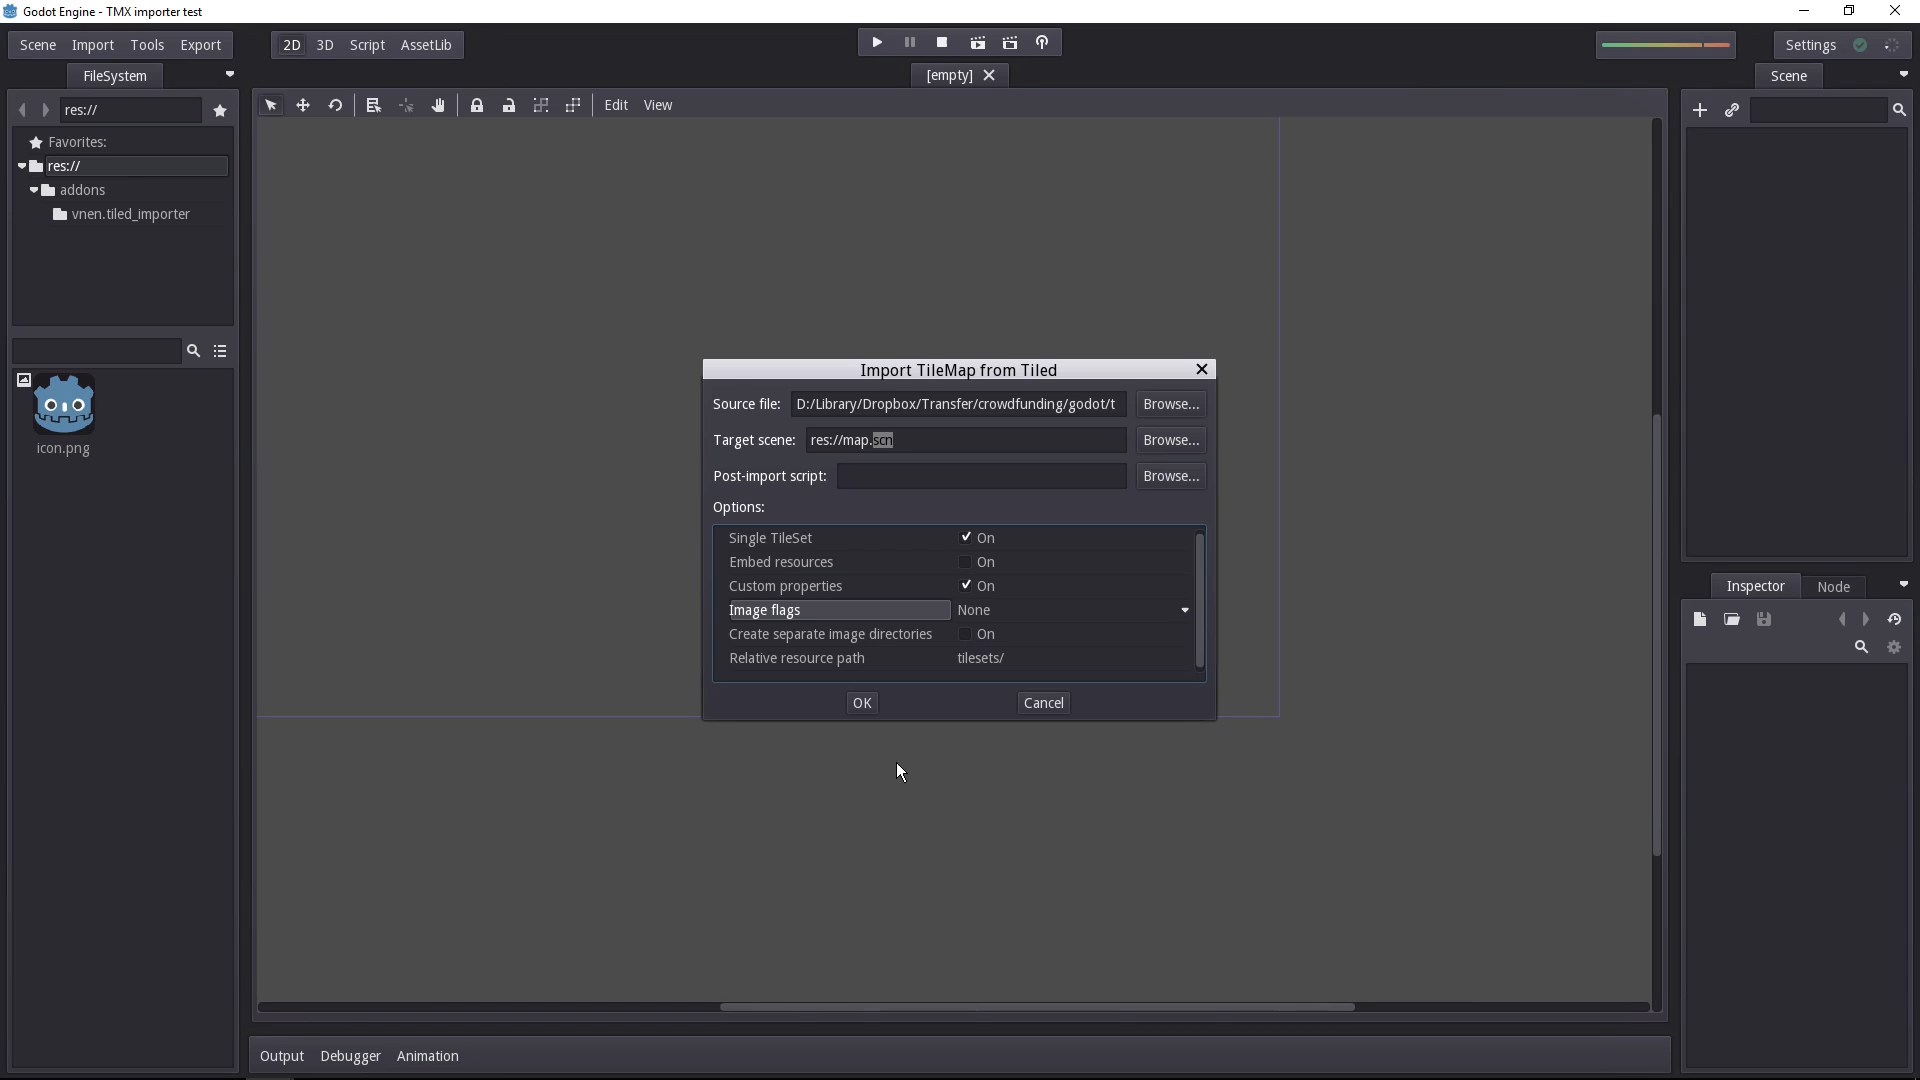 Godot Engine - TMX importer test
Scene Import Tools Export
2D 3D Script AssetLib
Settings
FileSystem
[empty]
Scene
res://
Edit View
Favorites:
res://
addons
vnen.tiled_importer
icon.png
Import TileMap from Tiled
Source file: D:/Library/Dropbox/Transfer/crowdfunding/godot/t Browse...
Target scene: res://map.scn Browse...
Post-import script: Browse...
Options:
Single TileSet On
Embed resources On
Custom properties On
Image flags None
Create separate image directories On
Relative resource path tilesets/
OK Cancel
Inspector Node
Output Debugger Animation